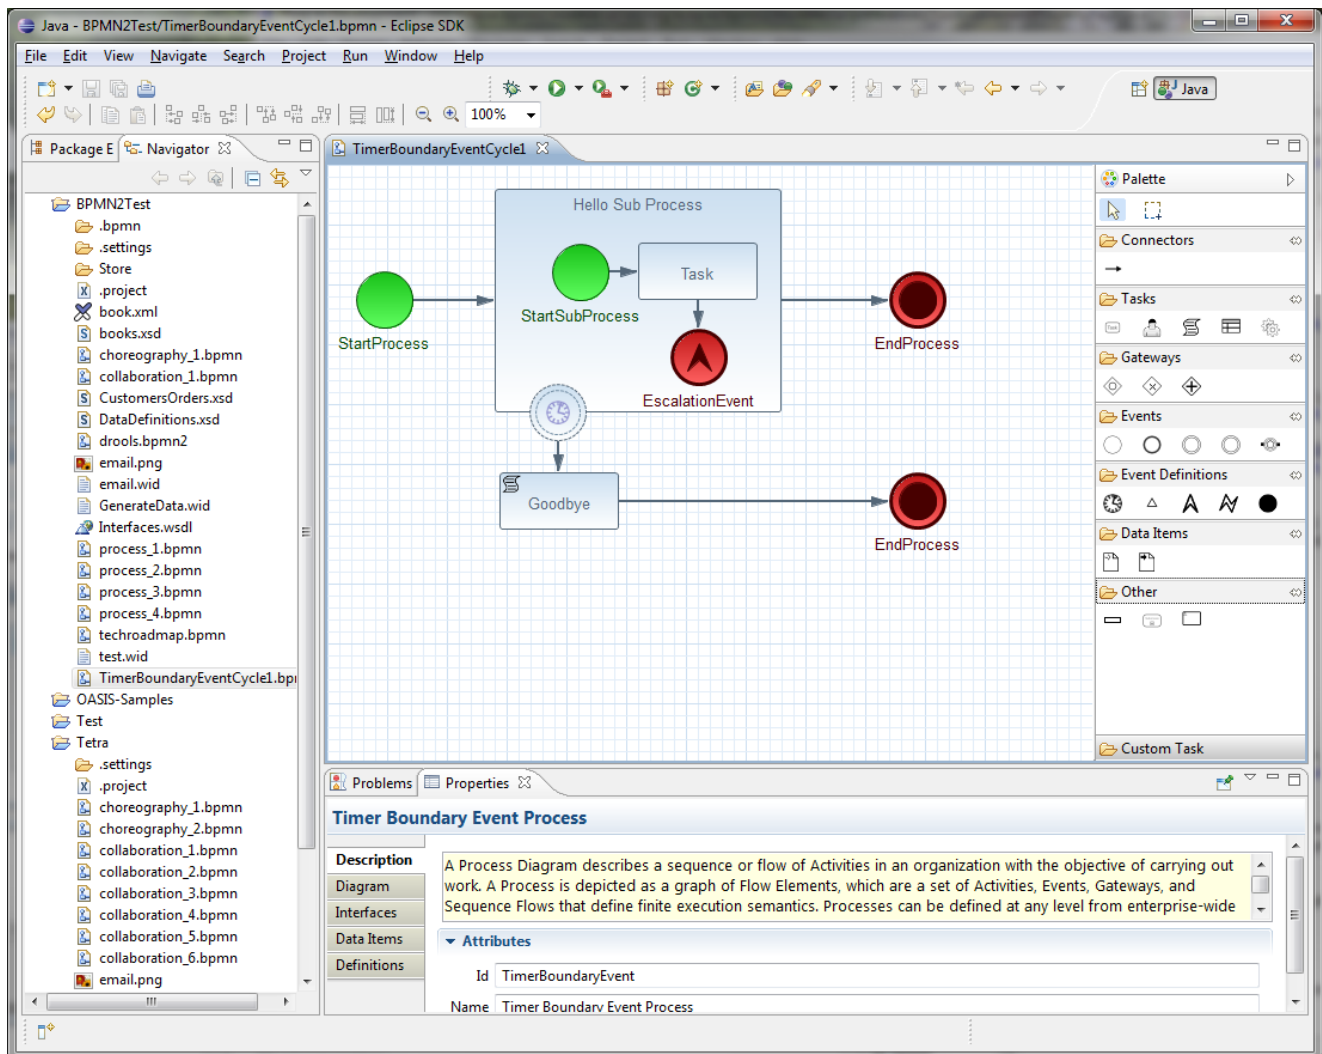 Java - BPMN2Test/TimerBoundaryEventCycle1.bpmn - Eclipse SDK
File Edit View Navigate Search Project Run Window Help
Java
100%
Package E Navigator
BPMN2Test
.bpmn
.settings
Store
.project
book.xml
books.xsd
choreography_1.bpmn
collaboration_1.bpmn
CustomersOrders.xsd
DataDefinitions.xsd
drools.bpmn2
email.png
email.wid
GenerateData.wid
Interfaces.wsdl
process_1.bpmn
process_2.bpmn
process_3.bpmn
process_4.bpmn
techroadmap.bpmn
test.wid
TimerBoundaryEventCycle1.bp
OASIS-Samples
Test
Tetra
.settings
.project
choreography_1.bpmn
choreography_2.bpmn
collaboration_1.bpmn
collaboration_2.bpmn
collaboration_3.bpmn
collaboration_4.bpmn
collaboration_5.bpmn
collaboration_6.bpmn
email.png
TimerBoundaryEventCycle1
Hello Sub Process
Task
StartSubProcess
StartProcess
EndProcess
EscalationEvent
Goodbye
EndProcess
Palette
Connectors
Tasks
Gateways
Events
Event Definitions
Data Items
Other
Custom Task
Problems Properties
Timer Boundary Event Process
Description
Diagram
Interfaces
Data Items
Definitions
A Process Diagram describes a sequence or flow of Activities in an organization with the objective of carrying out
work. A Process is depicted as a graph of Flow Elements, which are a set of Activities, Events, Gateways, and
Sequence Flows that define finite execution semantics. Processes can be defined at any level from enterprise-wide
Attributes
Id TimerBoundaryEvent
Name Timer Boundary Event Process